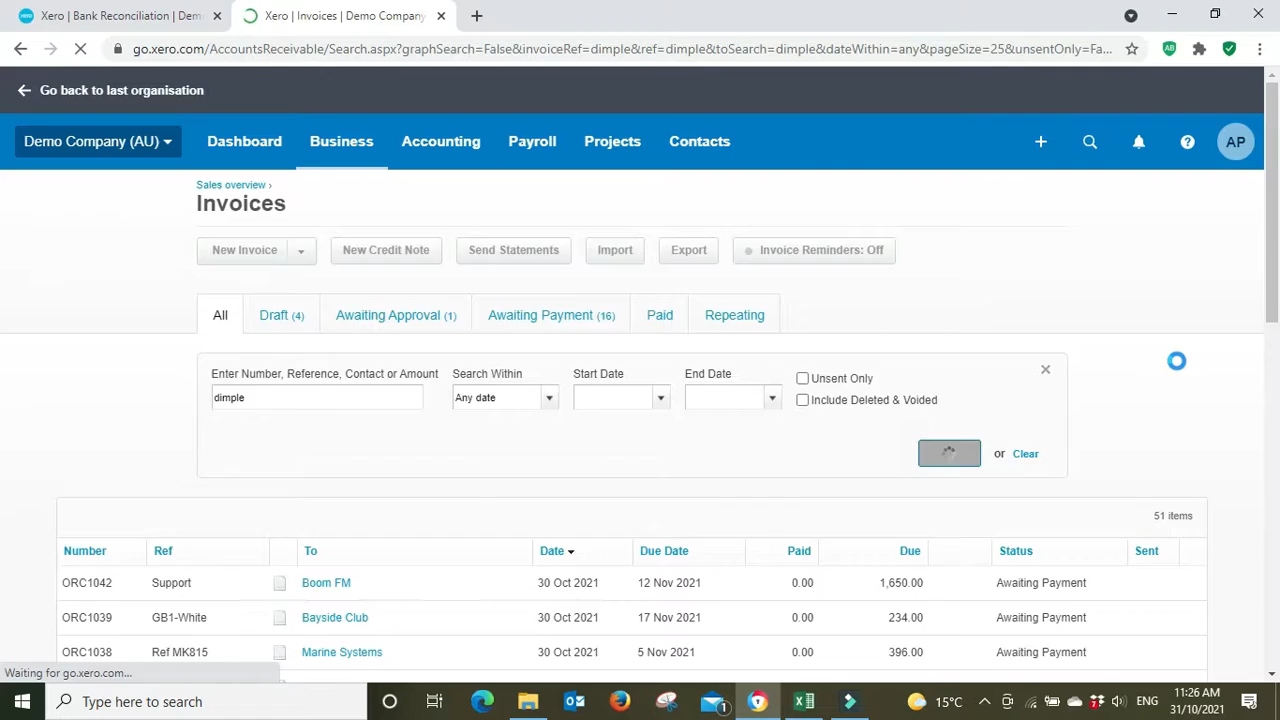 Xero | Bank Reconciliation | Dem
Xero | Invoices | Demo Company
go.xero.com/AccountsReceivable/Search.aspx?graphSearch=False&invoiceRef=dimple&ref=dimple&toSearch=dimple&dateWithin=any&pageSize=25&unsentOnly=Fa...
Go back to last organisation
Demo Company (AU) Dashboard Business Accounting Payroll Projects Contacts AP
Sales overview ›
Invoices
New Invoice New Credit Note Send Statements Import Export Invoice Reminders: Off
All Draft (4) Awaiting Approval (1) Awaiting Payment (16) Paid Repeating
Enter Number, Reference, Contact or Amount Search Within Start Date End Date Unsent Only
dimple Any date Include Deleted & Voided
or Clear
51 items
Number Ref To Date Due Date Paid Due Status Sent
ORC1042 Support Boom FM 30 Oct 2021 12 Nov 2021 0.00 1,650.00 Awaiting Payment
ORC1039 GB1-White Bayside Club 30 Oct 2021 17 Nov 2021 0.00 234.00 Awaiting Payment
ORC1038 Ref MK815 Marine Systems 30 Oct 2021 5 Nov 2021 0.00 396.00 Awaiting Payment
Waiting for go.xero.com...
Type here to search 1 15°C ENG 11:26 AM
31/10/2021